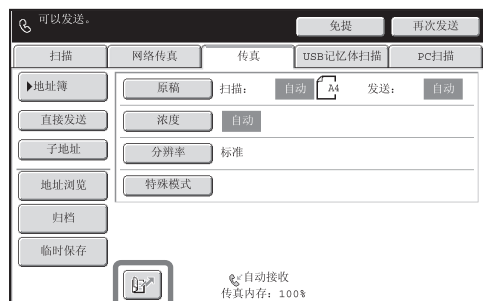 可以发送。
免提 再次发送
扫描 网络传真 传真 USB记忆体扫描 PC扫描
地址簿 原稿 扫描: 自动 A4 发送: 自动
直接发送 浓度 自动
子地址 分辨率 标准
地址浏览 特殊模式
归档
临时保存
自动接收
传真内存: 100%